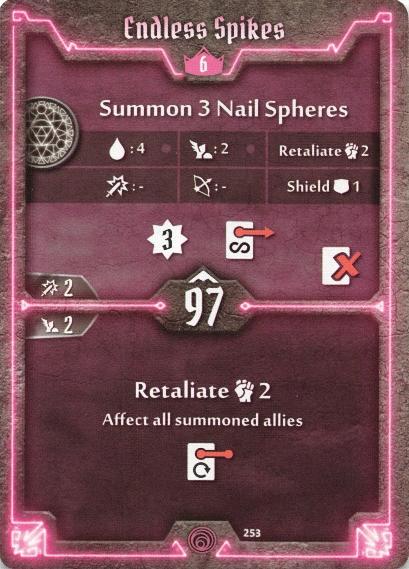 Endless Spikes
6
Summon 3 Nail Spheres
:4 :2 Retaliate 2
:- :- Shield 1
3
2
97
2
Retaliate 2
Affect all summoned allies
253